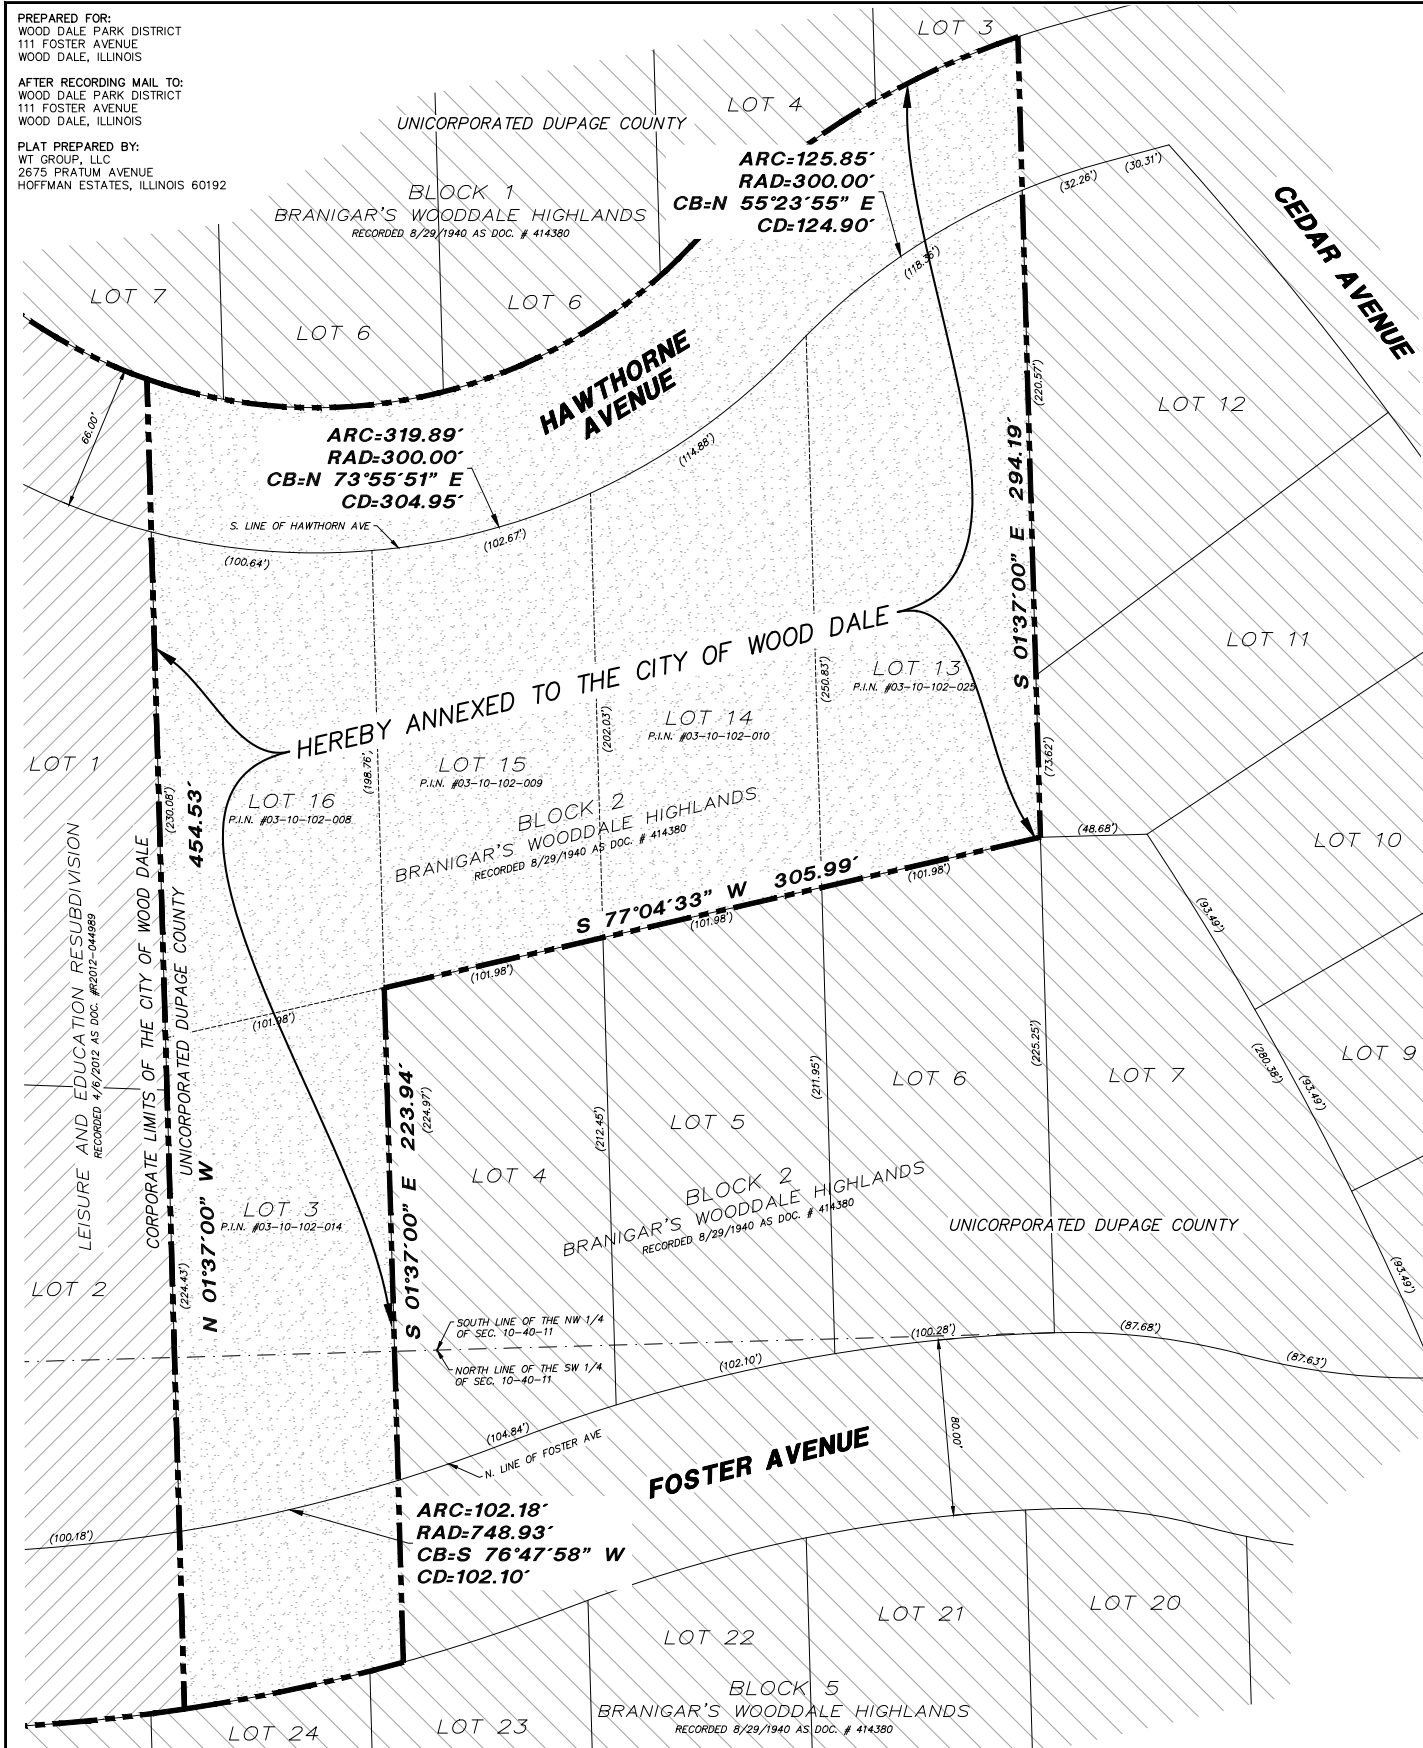 PREPARED FOR:
WOOD DALE PARK DISTRICT
111 FOSTER AVENUE
WOOD DALE, ILLINOIS
AFTER RECORDING MAIL TO:
WOOD DALE PARK DISTRICT
111 FOSTER AVENUE
WOOD DALE, ILLINOIS
PLAT PREPARED BY:
WT GROUP, LLC
2675 PRATUM AVENUE
HOFFMAN ESTATES, ILLINOIS 60192
LOT 3
LOT 4
UNICORPORATED DUPAGE COUNTY
BLOCK 1
BRANIGAR'S WOODDALE HIGHLANDS
RECORDED 8/29/1940 AS DOC. # 414380
ARC=125.85'
RAD=300.00'
CB=N 55°23'55" E
CD=124.90'
(118.36')
(32.26')
(30.31')
CEDAR AVENUE
LOT 7
LOT 6
LOT 6
HAWTHORNE
AVENUE
66.00'
ARC=319.89'
RAD=300.00'
CB=N 73°55'51" E
CD=304.95'
S. LINE OF HAWTHORN AVE
(100.64')
(102.67')
(114.88')
(220.57')
S 01°37'00" E 294.19'
(73.62')
LOT 12
LOT 11
LOT 10
LOT 9
HEREBY ANNEXED TO THE CITY OF WOOD DALE
LOT 13
P.I.N. #03-10-102-025
(250.83')
LOT 14
P.I.N. #03-10-102-010
(202.03')
LOT 15
P.I.N. #03-10-102-009
(198.76')
LOT 16
P.I.N. #03-10-102-008
BLOCK 2
BRANIGAR'S WOODDALE HIGHLANDS
RECORDED 8/29/1940 AS DOC. # 414380
LOT 1
(230.08')
454.53'
N 01°37'00" W
(224.43')
LEISURE AND EDUCATION RESUBDIVISION
RECORDED 4/6/2012 AS DOC. #R2012-044989
CORPORATE LIMITS OF THE CITY OF WOOD DALE
UNICORPORATED DUPAGE COUNTY
S 77°04'33" W 305.99'
(101.98')
(101.98')
(101.98')
(101.98')
(48.68')
(93.49')
(280.38')
(93.49')
(93.49')
(225.25')
(211.95')
(212.45')
S 01°37'00" E 223.94'
(224.97')
LOT 7
LOT 6
LOT 5
LOT 4
LOT 3
P.I.N. #03-10-102-014
LOT 2
BLOCK 2
BRANIGAR'S WOODDALE HIGHLANDS
RECORDED 8/29/1940 AS DOC. # 414380
UNICORPORATED DUPAGE COUNTY
SOUTH LINE OF THE NW 1/4
OF SEC. 10-40-11
NORTH LINE OF THE SW 1/4
OF SEC. 10-40-11
(100.18')
(104.84')
(102.10')
(100.28')
(87.68')
(87.63')
N. LINE OF FOSTER AVE
80.00'
FOSTER AVENUE
ARC=102.18'
RAD=748.93'
CB=S 76°47'58" W
CD=102.10'
LOT 20
LOT 21
LOT 22
LOT 23
LOT 24
BLOCK 5
BRANIGAR'S WOODDALE HIGHLANDS
RECORDED 8/29/1940 AS DOC. # 414380